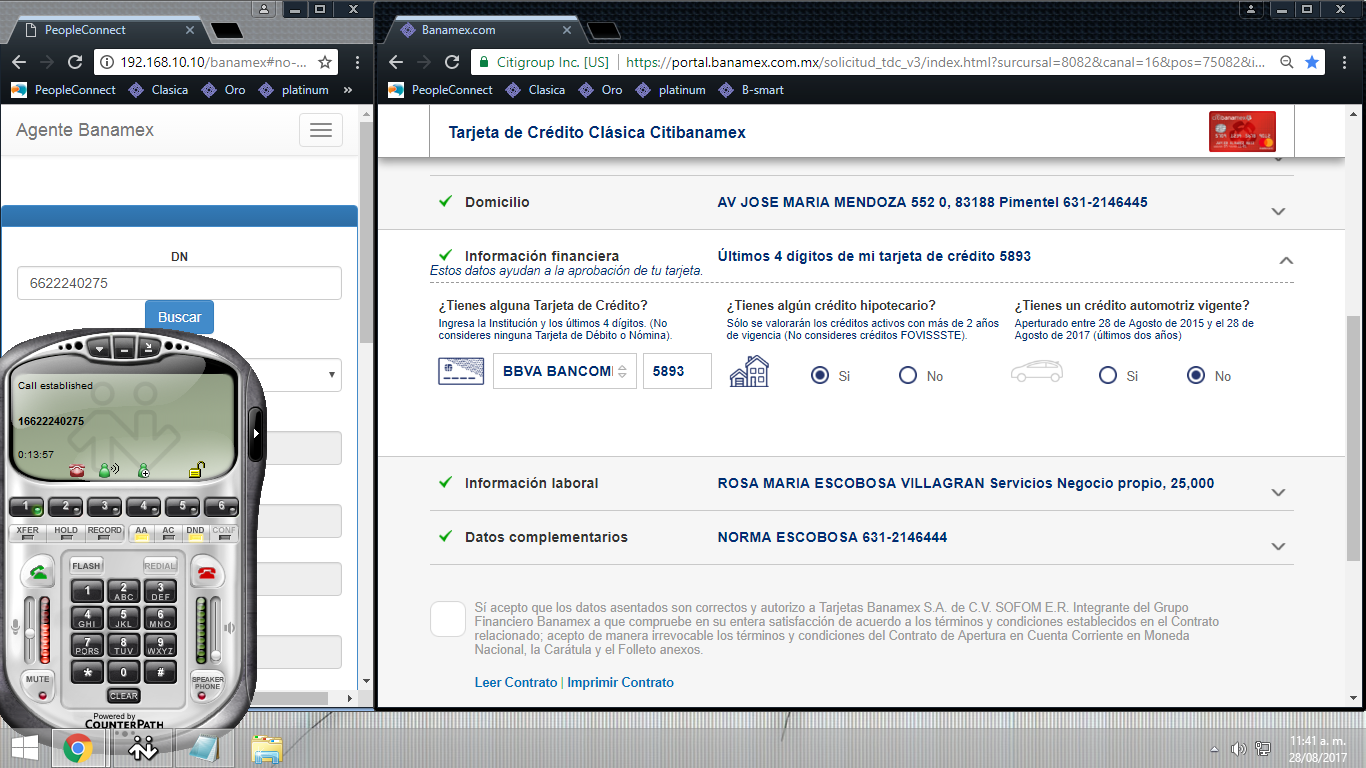 PeopleConnect
192.168.10.10/banamex#no-...
PeopleConnect
Clasica
Oro
platinum
»
Agente Banamex
DN
6622240275
Buscar
Call established
16622240275
0:13:57
1 2 3 4 5 6
XFER HOLD RECORD AA AC DND CONF
FLASH REDIAL
1 2 ABC 3 DEF
4 GHI 5 JKL 6 MNO
7 PQRS 8 TUV 9 WXYZ
* 0 #
MUTE
SPEAKER PHONE
CLEAR
Powered by
COUNTERPATH
Banamex.com
Citigroup Inc. [US] | https://portal.banamex.com.mx/solicitud_tdc_v3/index.html?surcursal=8082&canal=16&pos=75082&i...
PeopleConnect Clasica Oro platinum B-smart
Tarjeta de Crédito Clásica Citibanamex
Domicilio
AV JOSE MARIA MENDOZA 552 0, 83188 Pimentel 631-2146445
Información financiera
Últimos 4 dígitos de mi tarjeta de crédito 5893
Estos datos ayudan a la aprobación de tu tarjeta.
¿Tienes alguna Tarjeta de Crédito?
Ingresa la Institución y los últimos 4 dígitos. (No
consideres ninguna Tarjeta de Débito o Nómina).
BBVA BANCOM
5893
¿Tienes algún crédito hipotecario?
Sólo se valorarán los créditos activos con más de 2 años
de vigencia (No consideres créditos FOVISSSTE).
Si No
¿Tienes un crédito automotriz vigente?
Aperturado entre 28 de Agosto de 2015 y el 28 de
Agosto de 2017 (últimos dos años)
Si No
Información laboral
ROSA MARIA ESCOBOSA VILLAGRAN Servicios Negocio propio, 25,000
Datos complementarios
NORMA ESCOBOSA 631-2146444
Sí acepto que los datos asentados son correctos y autorizo a Tarjetas Banamex S.A. de C.V. SOFOM E.R. Integrante del Grupo
Financiero Banamex a que compruebe en su entera satisfacción de acuerdo a los términos y condiciones establecidos en el Contrato
relacionado; acepto de manera irrevocable los términos y condiciones del Contrato de Apertura en Cuenta Corriente en Moneda
Nacional, la Carátula y el Folleto anexos.
Leer Contrato | Imprimir Contrato
11:41 a. m.
28/08/2017